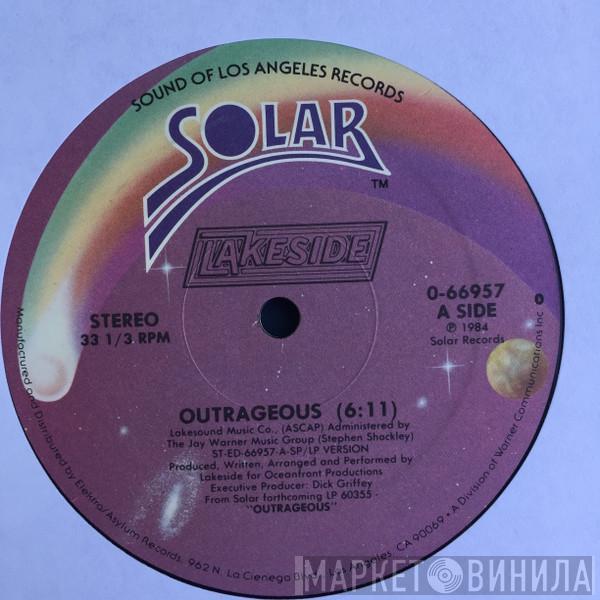 SOUND OF LOS ANGELES RECORDS
SOLAR
TM
LAKESIDE
STEREO
33 1/3 RPM
0-66957
A SIDE
℗ 1984
Solar Records
0
OUTRAGEOUS (6:11)
Lakesound Music Co., (ASCAP) Administered by
The Jay Warner Music Group (Stephen Shockley)
ST-ED-66957-A-SP/LP VERSION
Produced, Written, Arranged and Performed by
Lakeside for Oceanfront Productions
Executive Producer: Dick Griffey
From Solar forthcoming LP 60355 -
"OUTRAGEOUS"
Manufactured and Distributed by Elektra/Asylum Records, 962 N. La Cienega Blvd., Los Angeles, CA 90069 • A Division of Warner Communications Inc
МАРКЕТ ВИНИЛА